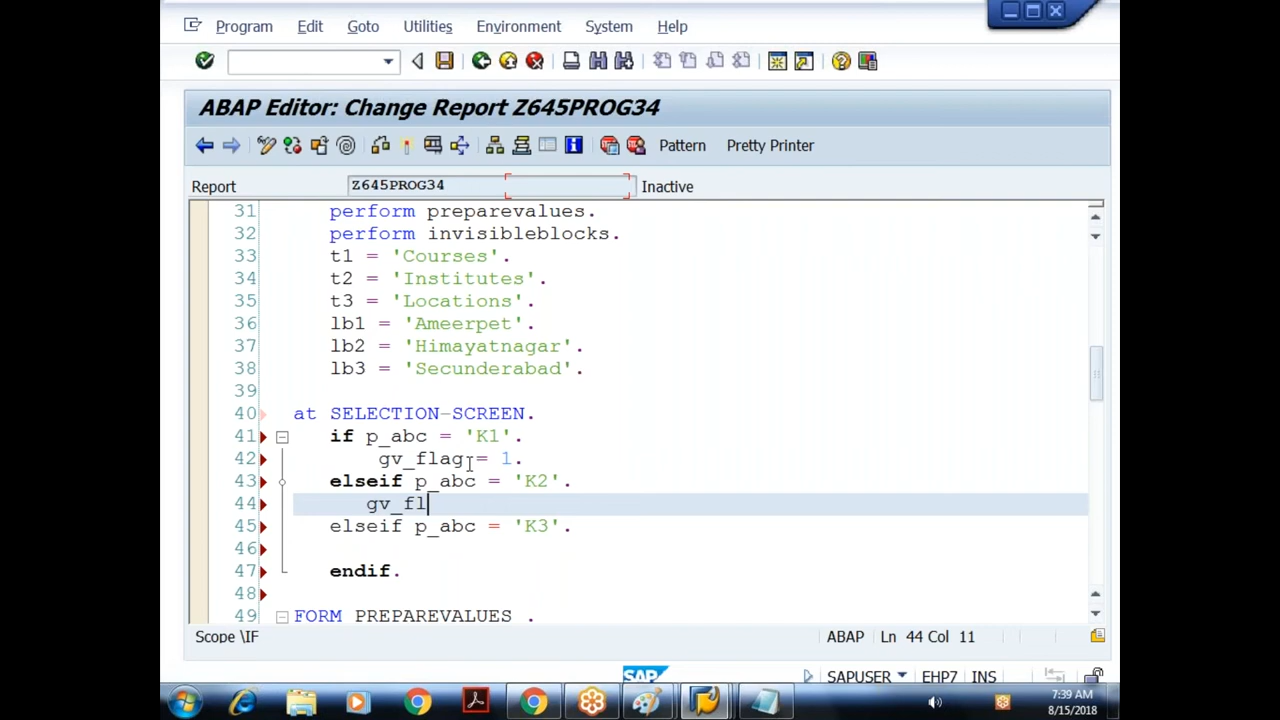 Program Edit Goto Utilities Environment System Help
ABAP Editor: Change Report Z645PROG34
Pattern Pretty Printer
Report Z645PROG34 Inactive
31 perform preparevalues.
32 perform invisibleblocks.
33 t1 = 'Courses'.
34 t2 = 'Institutes'.
35 t3 = 'Locations'.
36 lb1 = 'Ameerpet'.
37 lb2 = 'Himayatnagar'.
38 lb3 = 'Secunderabad'.
39
40 at SELECTION-SCREEN.
41 if p_abc = 'K1'.
42 gv_flag = 1.
43 elseif p_abc = 'K2'.
44 gv_fl
45 elseif p_abc = 'K3'.
46
47 endif.
48
49 FORM PREPAREVALUES .
Scope \IF ABAP Ln 44 Col 11
SAP SAPUSER EHP7 INS
7:39 AM
8/15/2018